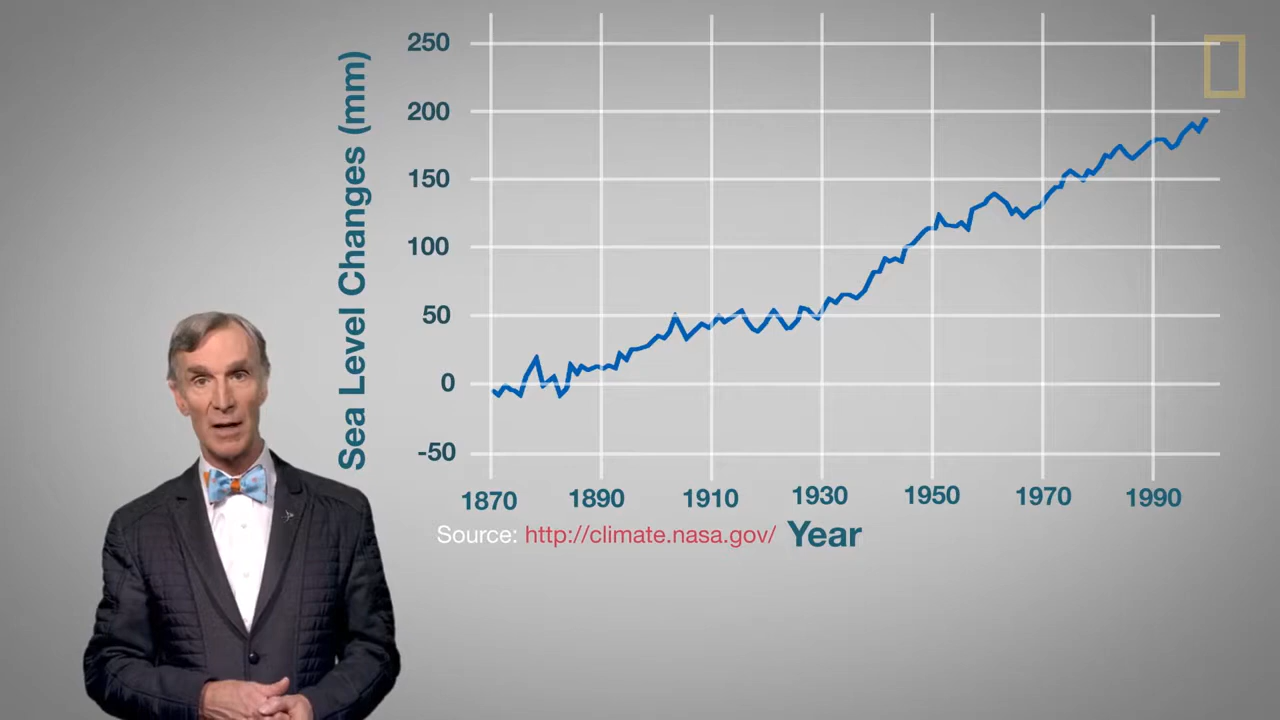 Sea Level Changes (mm)
250
200
150
100
50
0
-50
1870 1890 1910 1930 1950 1970 1990
Source: http://climate.nasa.gov/ Year